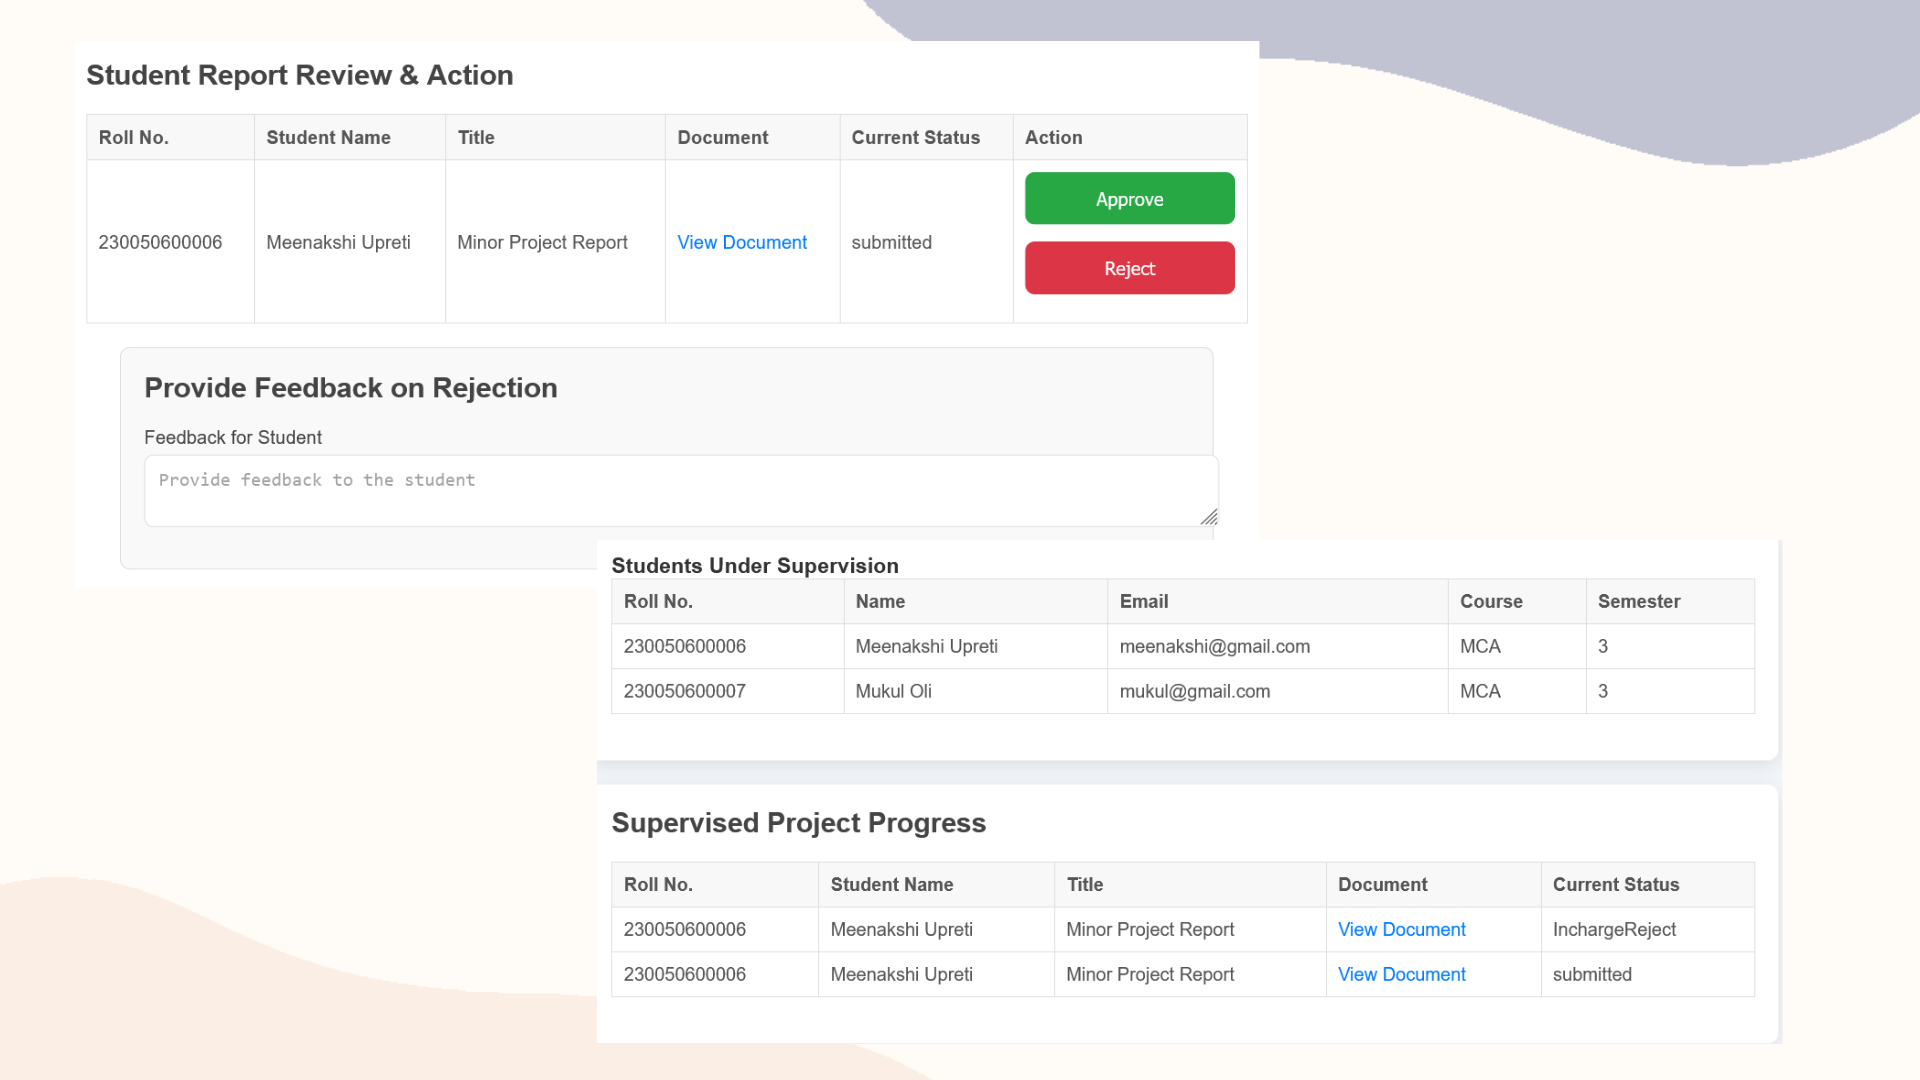 Student Report Review & Action
Roll No. Student Name Title Document Current Status Action
230050600006 Meenakshi Upreti Minor Project Report View Document submitted Approve
Reject
Provide Feedback on Rejection
Feedback for Student
Provide feedback to the student
Students Under Supervision
Roll No. Name Email Course Semester
230050600006 Meenakshi Upreti meenakshi@gmail.com MCA 3
230050600007 Mukul Oli mukul@gmail.com MCA 3
Supervised Project Progress
Roll No. Student Name Title Document Current Status
230050600006 Meenakshi Upreti Minor Project Report View Document InchargeReject
230050600006 Meenakshi Upreti Minor Project Report View Document submitted